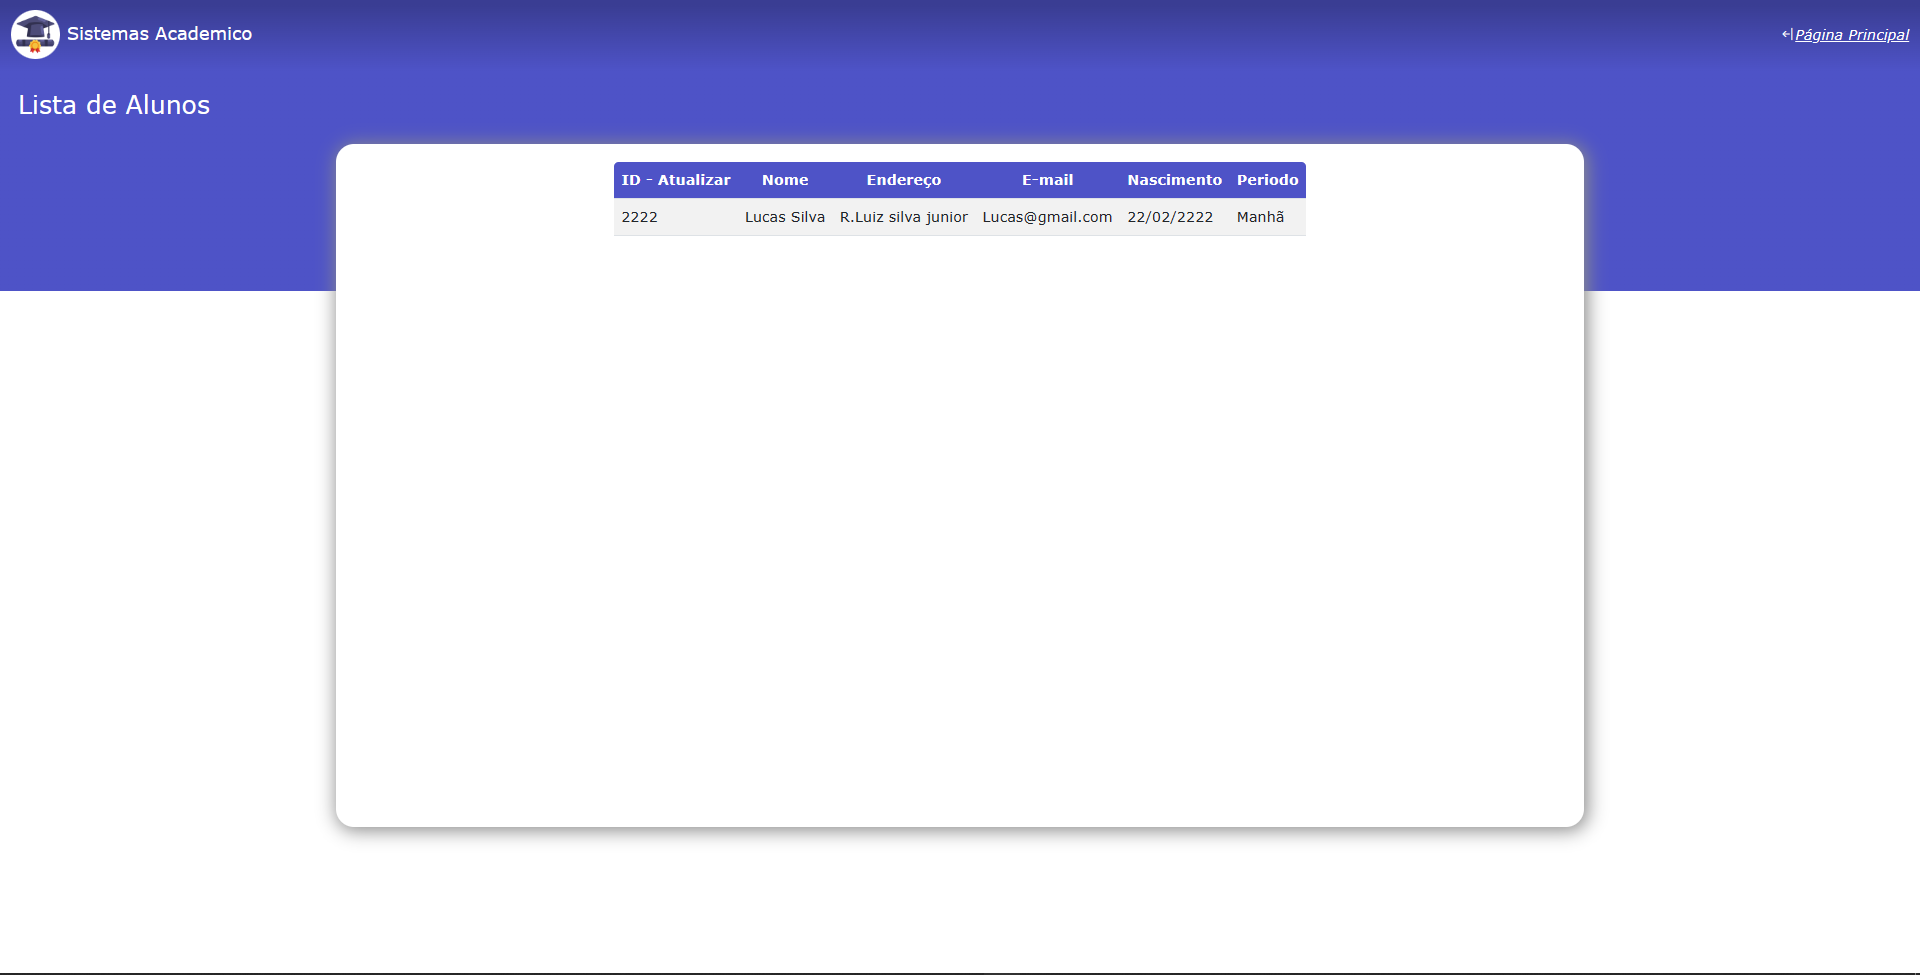 Sistemas Academico
Página Principal
Lista de Alunos
ID - Atualizar Nome Endereço E-mail Nascimento Periodo
2222 Lucas Silva R.Luiz silva junior Lucas@gmail.com 22/02/2222 Manhã